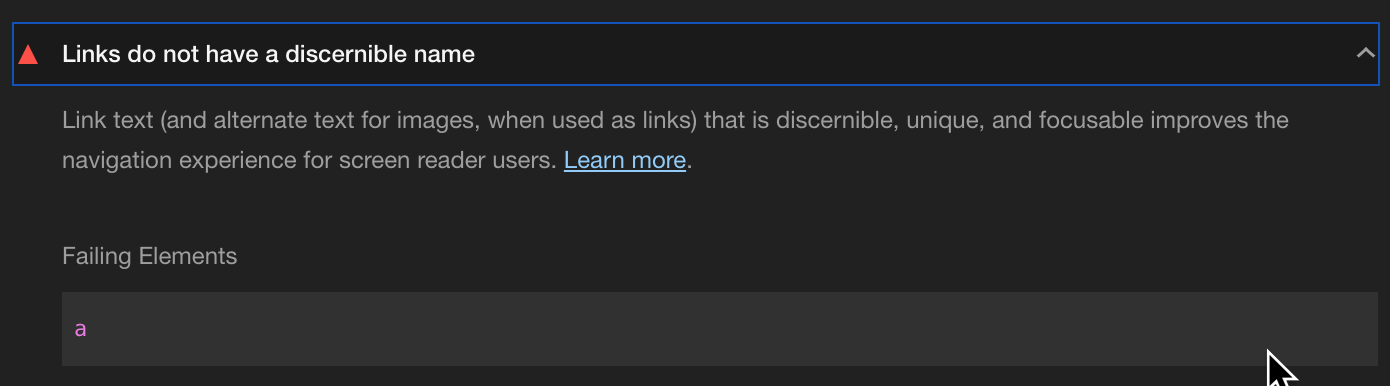 Links do not have a discernible name
Link text (and alternate text for images, when used as links) that is discernible, unique, and focusable improves the
navigation experience for screen reader users. Learn more.
Failing Elements
a